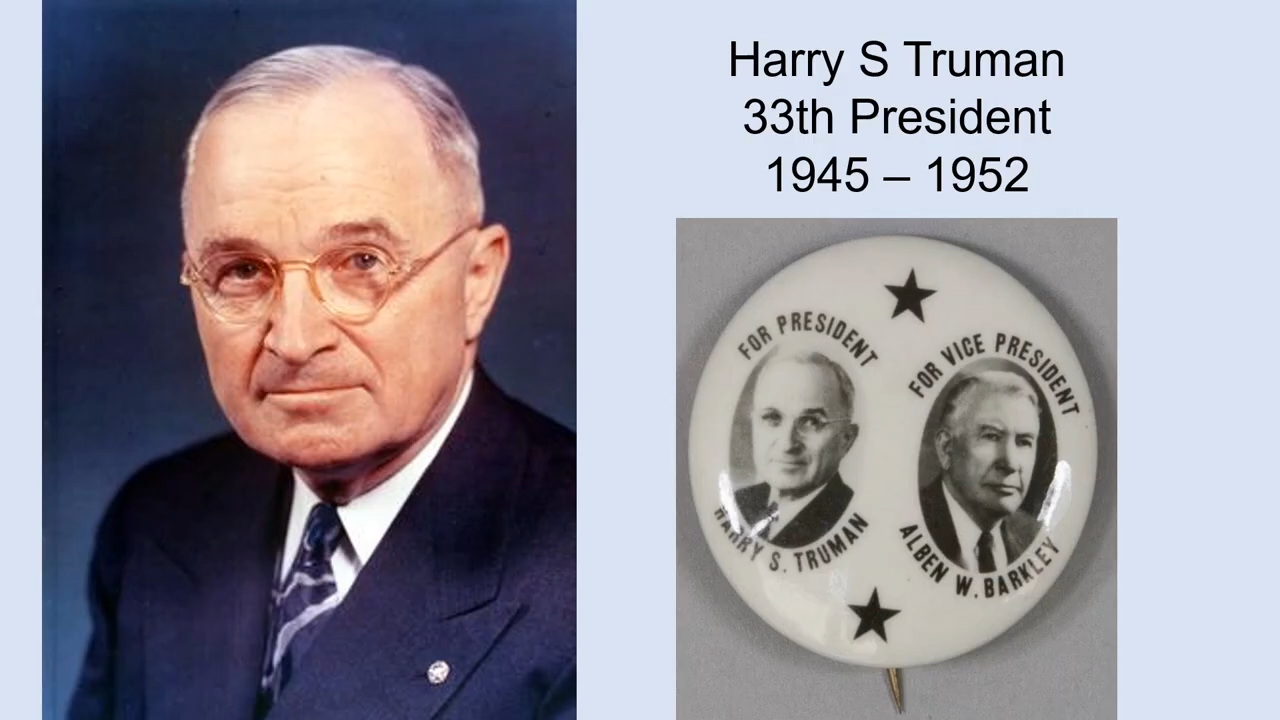 Harry S Truman
33th President
1945 – 1952
FOR PRESIDENT
HARRY S. TRUMAN
FOR VICE PRESIDENT
ALBEN W. BARKLEY